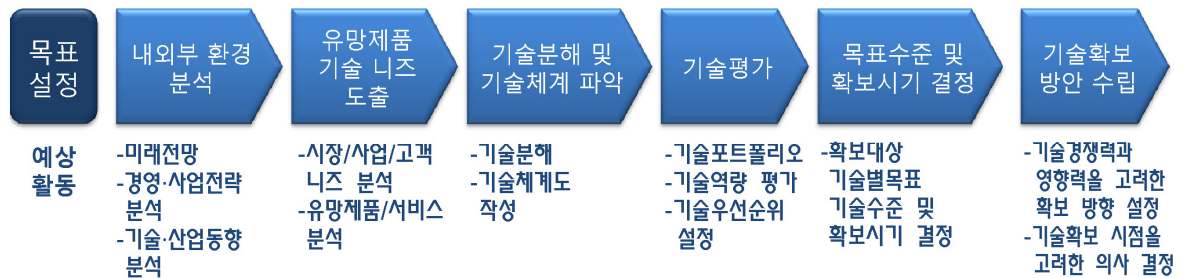 목표
설정
내외부 환경
분석
유망제품
기술 니즈
도출
기술분해 및
기술체계 파악
기술평가
목표수준 및
확보시기 결정
기술확보
방안 수립
예상
활동
-미래전망
-경영·사업전략
분석
-기술·산업동향
분석
-시장/사업/고객
니즈 분석
-유망제품/서비스
분석
-기술분해
-기술체계도
작성
-기술포트폴리오
-기술역량 평가
-기술우선순위
설정
-확보대상
기술별목표
기술수준 및
확보시기 결정
-기술경쟁력과
영향력을 고려한
확보 방향 설정
-기술확보 시점을
고려한 의사 결정